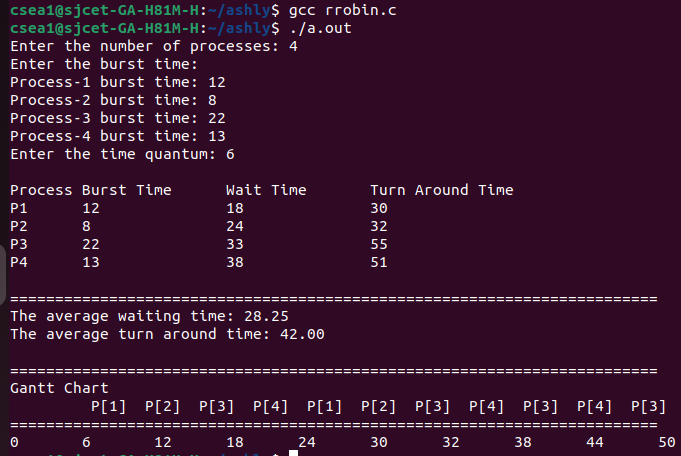 csea1@sjcet-GA-H81M-H:~/ashly$ gcc rrobin.c
csea1@sjcet-GA-H81M-H:~/ashly$ ./a.out
Enter the number of processes: 4
Enter the burst time:
Process-1 burst time: 12
Process-2 burst time: 8
Process-3 burst time: 22
Process-4 burst time: 13
Enter the time quantum: 6
Process Burst Time Wait Time Turn Around Time
P1 12 18 30
P2 8 24 32
P3 22 33 55
P4 13 38 51
========================================================================
The average waiting time: 28.25
The average turn around time: 42.00
========================================================================
Gantt Chart
P[1] P[2] P[3] P[4] P[1] P[2] P[3] P[4] P[3] P[4] P[3]
========================================================================
0 6 12 18 24 30 32 38 44 50